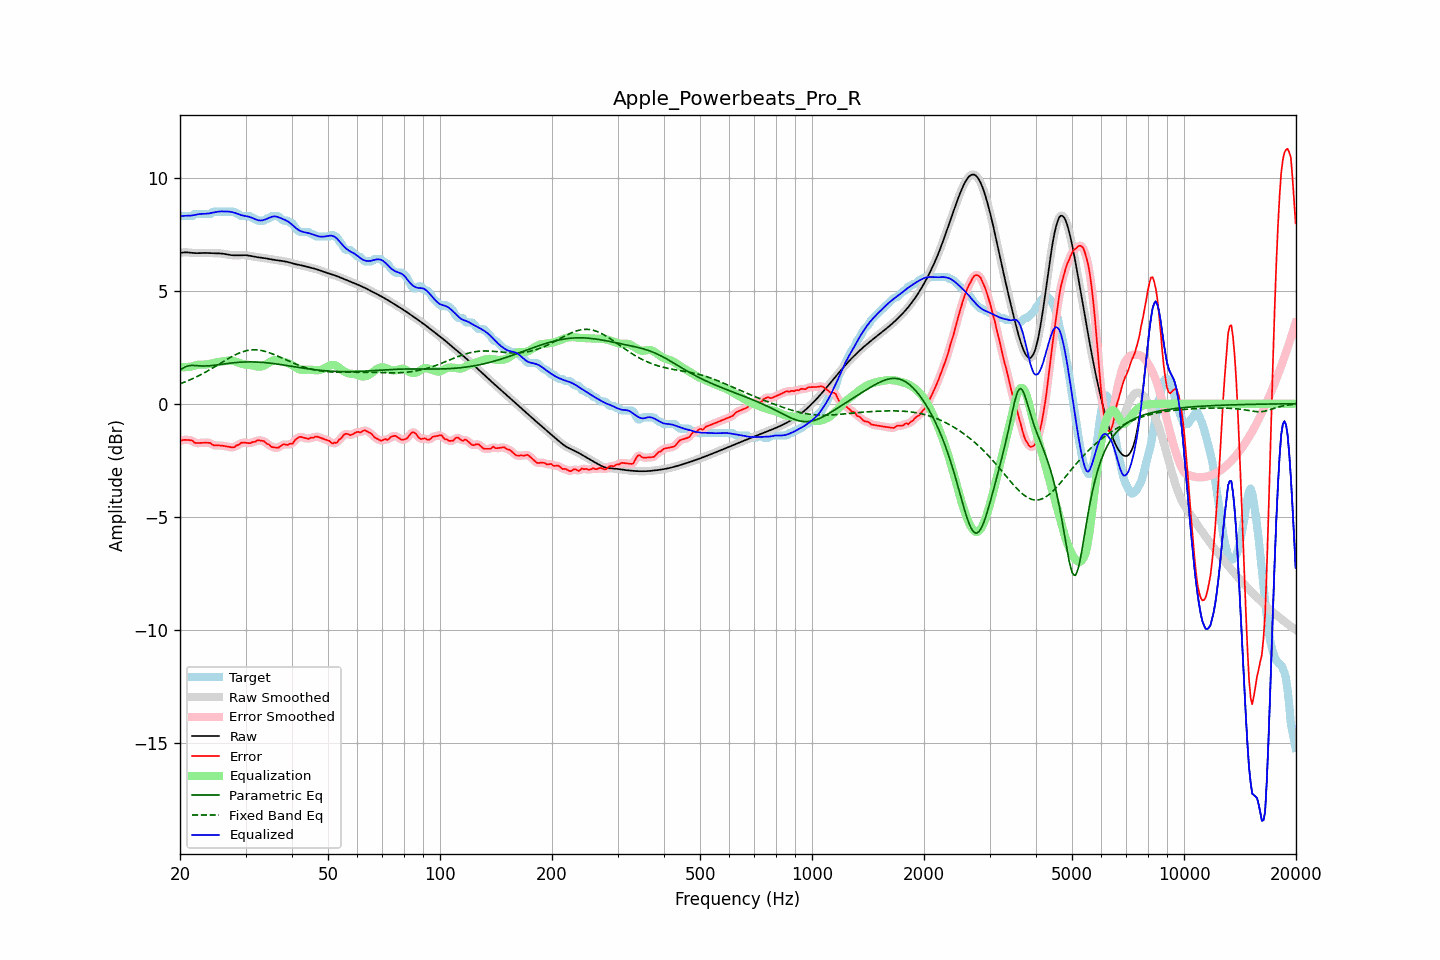 Apple_Powerbeats_Pro_R
Amplitude (dBr)
10
5
0
−5
−10
−15
Target
Raw Smoothed
Error Smoothed
Raw
Error
Equalization
Parametric Eq
Fixed Band Eq
Equalized
20 50 100 200 500 1000 2000 5000 10000 20000
Frequency (Hz)